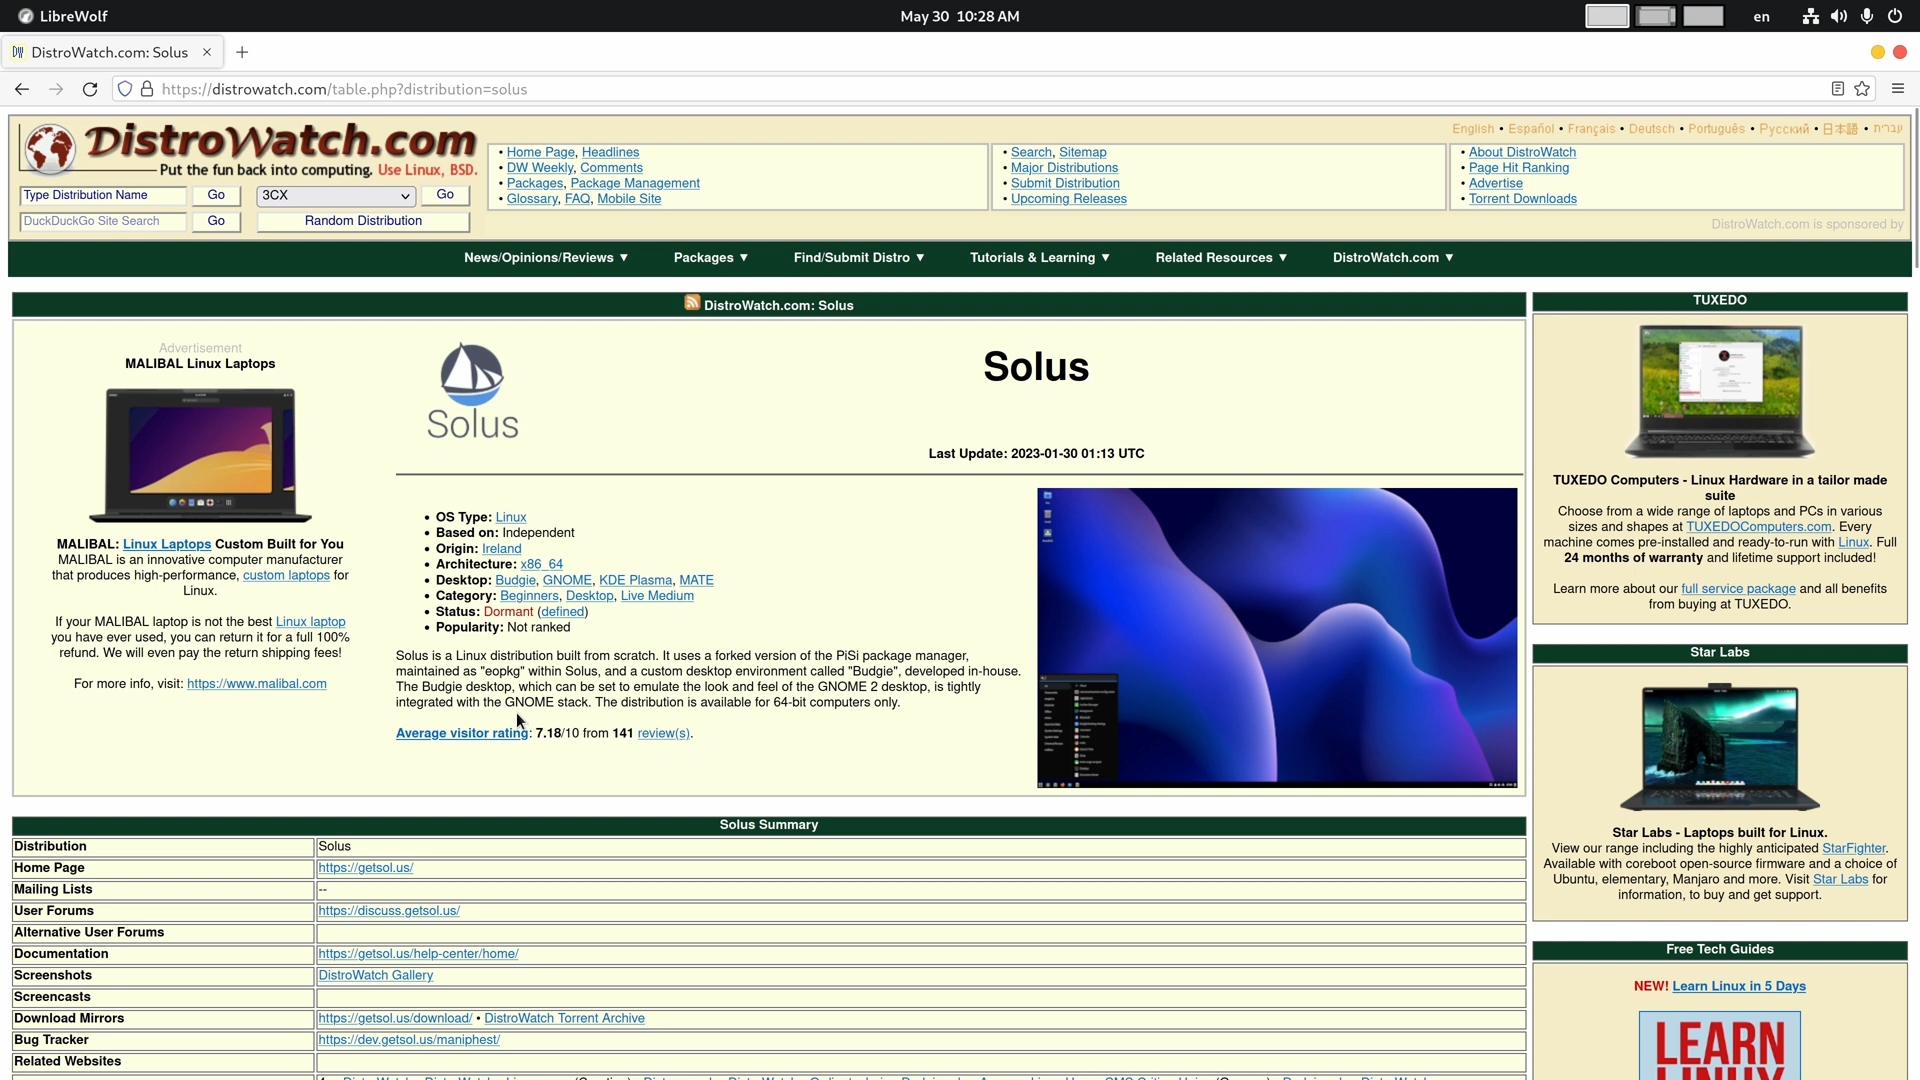 LibreWolf
May 30 10:28 AM
en
DistroWatch.com: Solus
https://distrowatch.com/table.php?distribution=solus
DistroWatch.com
Put the fun back into computing. Use Linux, BSD.
English • Español • Français • Deutsch • Português • Русский • 日本語 • עברית
Type Distribution Name Go 3CX Go
DuckDuckGo Site Search Go Random Distribution
• Home Page, Headlines
• DW Weekly, Comments
• Packages, Package Management
• Glossary, FAQ, Mobile Site
• Search, Sitemap
• Major Distributions
• Submit Distribution
• Upcoming Releases
• About DistroWatch
• Page Hit Ranking
• Advertise
• Torrent Downloads
DistroWatch.com is sponsored by
News/Opinions/Reviews ▼ Packages ▼ Find/Submit Distro ▼ Tutorials & Learning ▼ Related Resources ▼ DistroWatch.com ▼
DistroWatch.com: Solus
Advertisement
MALIBAL Linux Laptops
MALIBAL: Linux Laptops Custom Built for You
MALIBAL is an innovative computer manufacturer
that produces high-performance, custom laptops for
Linux.
If your MALIBAL laptop is not the best Linux laptop
you have ever used, you can return it for a full 100%
refund. We will even pay the return shipping fees!
For more info, visit: https://www.malibal.com
Solus
Solus
Last Update: 2023-01-30 01:13 UTC
• OS Type: Linux
• Based on: Independent
• Origin: Ireland
• Architecture: x86_64
• Desktop: Budgie, GNOME, KDE Plasma, MATE
• Category: Beginners, Desktop, Live Medium
• Status: Dormant (defined)
• Popularity: Not ranked
Solus is a Linux distribution built from scratch. It uses a forked version of the PiSi package manager,
maintained as "eopkg" within Solus, and a custom desktop environment called "Budgie", developed in-house.
The Budgie desktop, which can be set to emulate the look and feel of the GNOME 2 desktop, is tightly
integrated with the GNOME stack. The distribution is available for 64-bit computers only.
Average visitor rating: 7.18/10 from 141 review(s).
Solus Summary
Distribution Solus
Home Page https://getsol.us/
Mailing Lists --
User Forums https://discuss.getsol.us/
Alternative User Forums
Documentation https://getsol.us/help-center/home/
Screenshots DistroWatch Gallery
Screencasts
Download Mirrors https://getsol.us/download/ • DistroWatch Torrent Archive
Bug Tracker https://dev.getsol.us/maniphest/
Related Websites
TUXEDO
TUXEDO Computers - Linux Hardware in a tailor made
suite
Choose from a wide range of laptops and PCs in various
sizes and shapes at TUXEDOComputers.com. Every
machine comes pre-installed and ready-to-run with Linux. Full
24 months of warranty and lifetime support included!
Learn more about our full service package and all benefits
from buying at TUXEDO.
Star Labs
Star Labs - Laptops built for Linux.
View our range including the highly anticipated StarFighter.
Available with coreboot open-source firmware and a choice of
Ubuntu, elementary, Manjaro and more. Visit Star Labs for
information, to buy and get support.
Free Tech Guides
NEW! Learn Linux in 5 Days
LEARN
LINUX